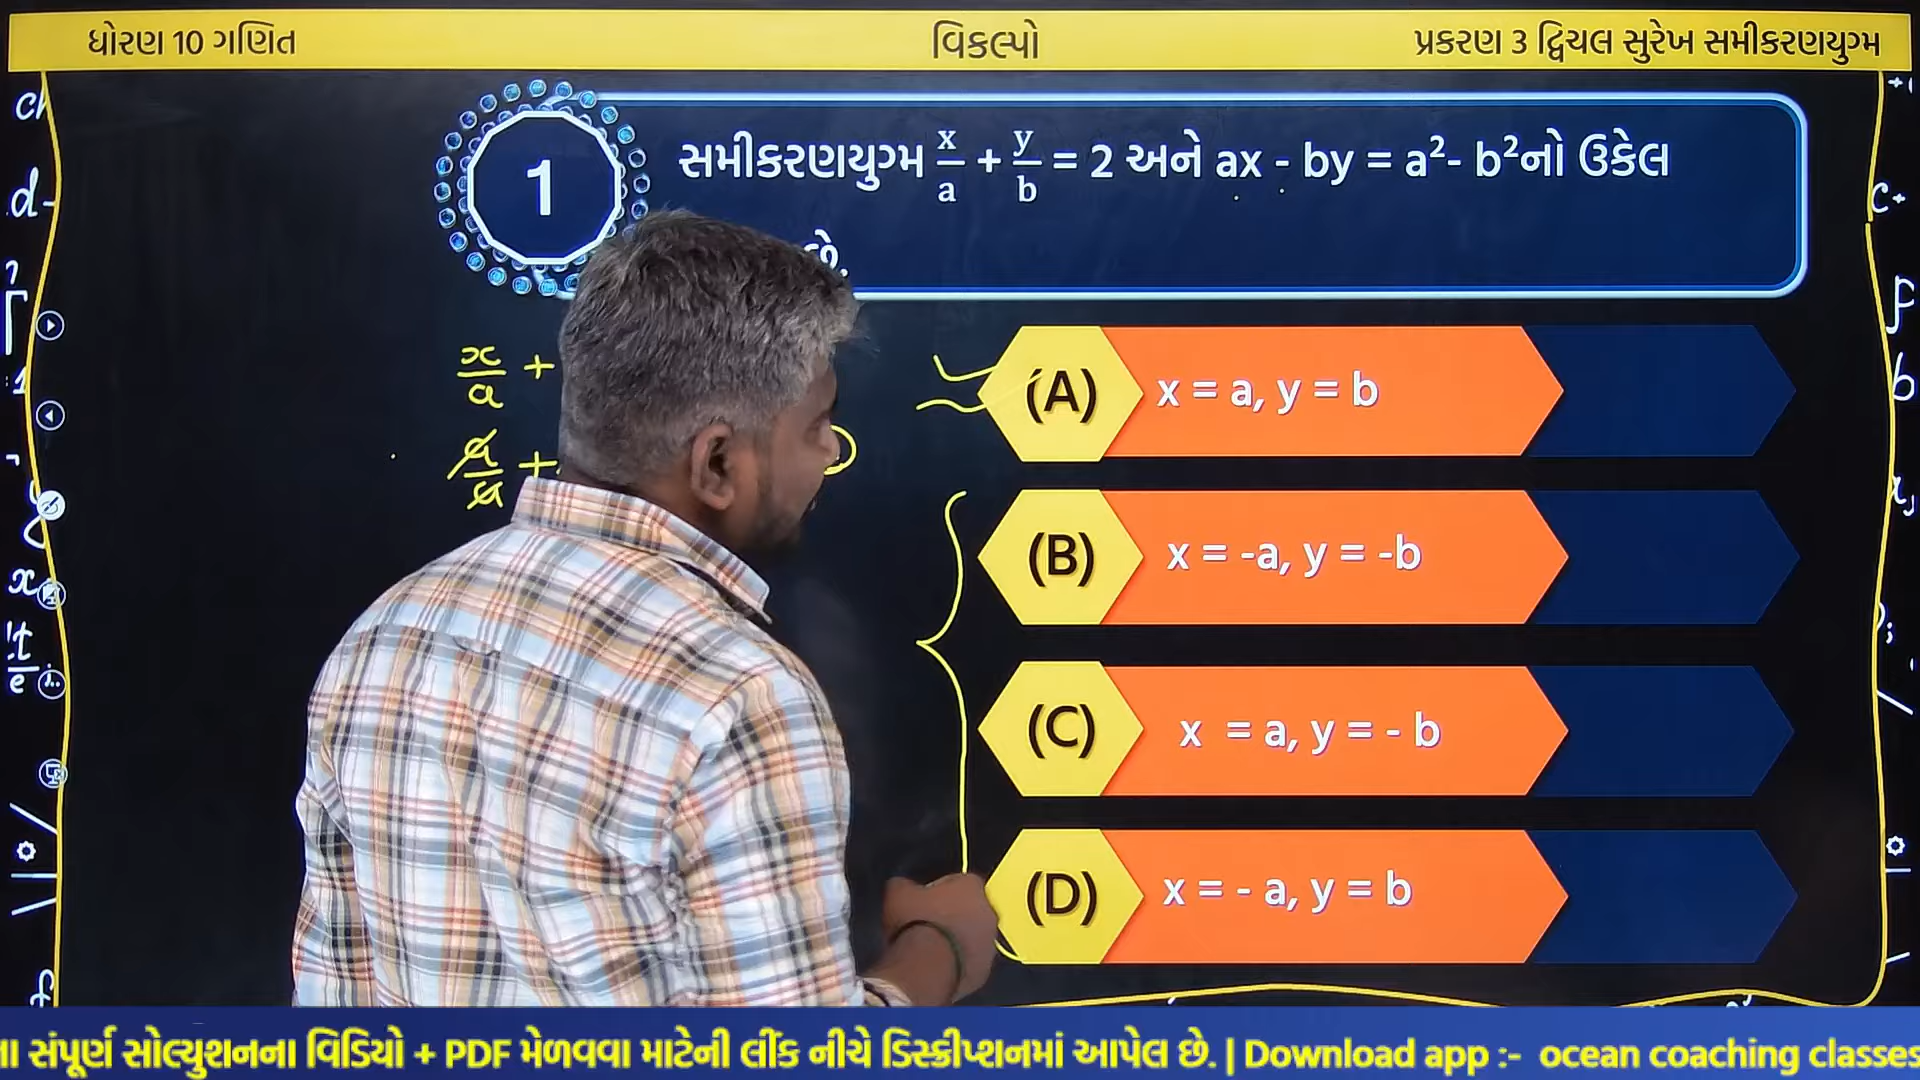 ધોરણ 10 ગણિત
વિકલ્પો
પ્રકરણ 3 દ્વિચલ સુરેખ સમીકરણયુગ્મ
1
સમીકરણયુગ્મ x/a + y/b = 2 અને ax - by = a²- b²નો ઉકેલ
છે.
x/a +
a/a +
(A) x = a, y = b
(B) x = -a, y = -b
(C) x = a, y = - b
(D) x = - a, y = b
સંપૂર્ણ સોલ્યુશનના વિડિયો + PDF મેળવવા માટેની લીંક નીચે ડિસ્ક્રીપ્શનમાં આપેલ છે. | Download app :- ocean coaching classes